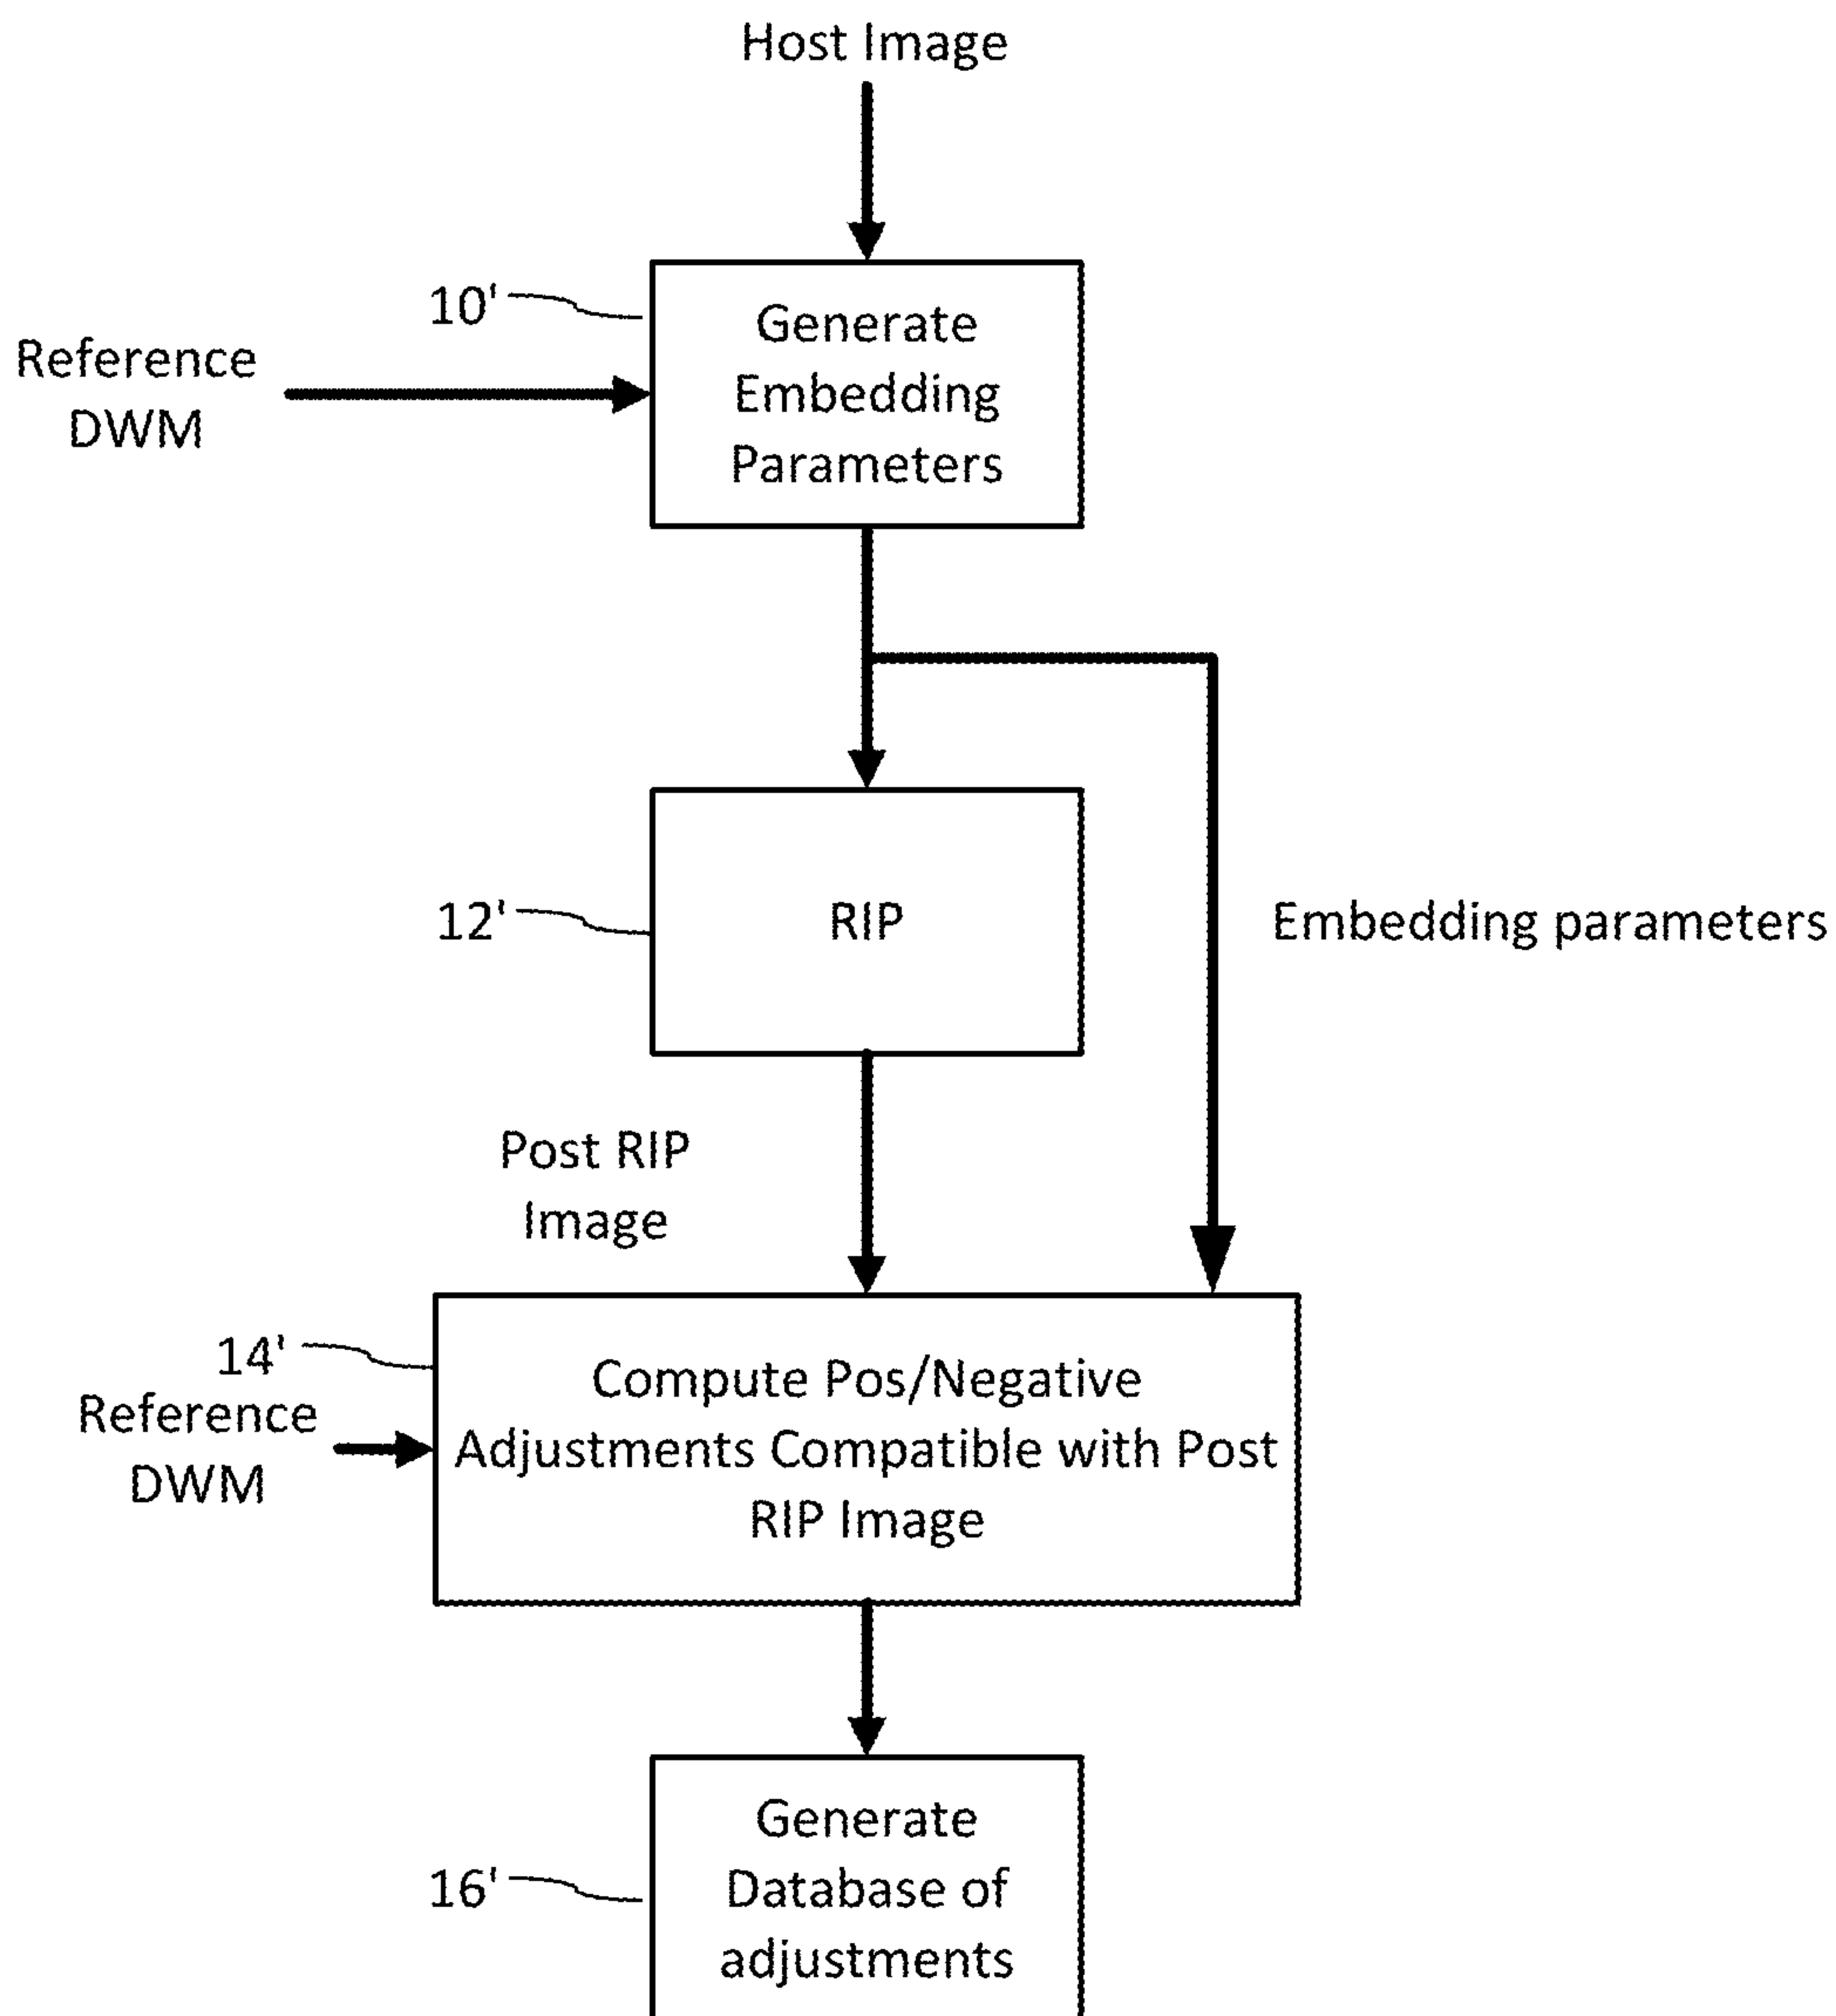 Host Image
10'
Reference
DWM
Generate
Embedding
Parameters
12'
RIP
Embedding parameters
Post RIP
Image
14'
Reference
DWM
Compute Pos/Negative
Adjustments Compatible with Post
RIP Image
16'
Generate
Database of
adjustments